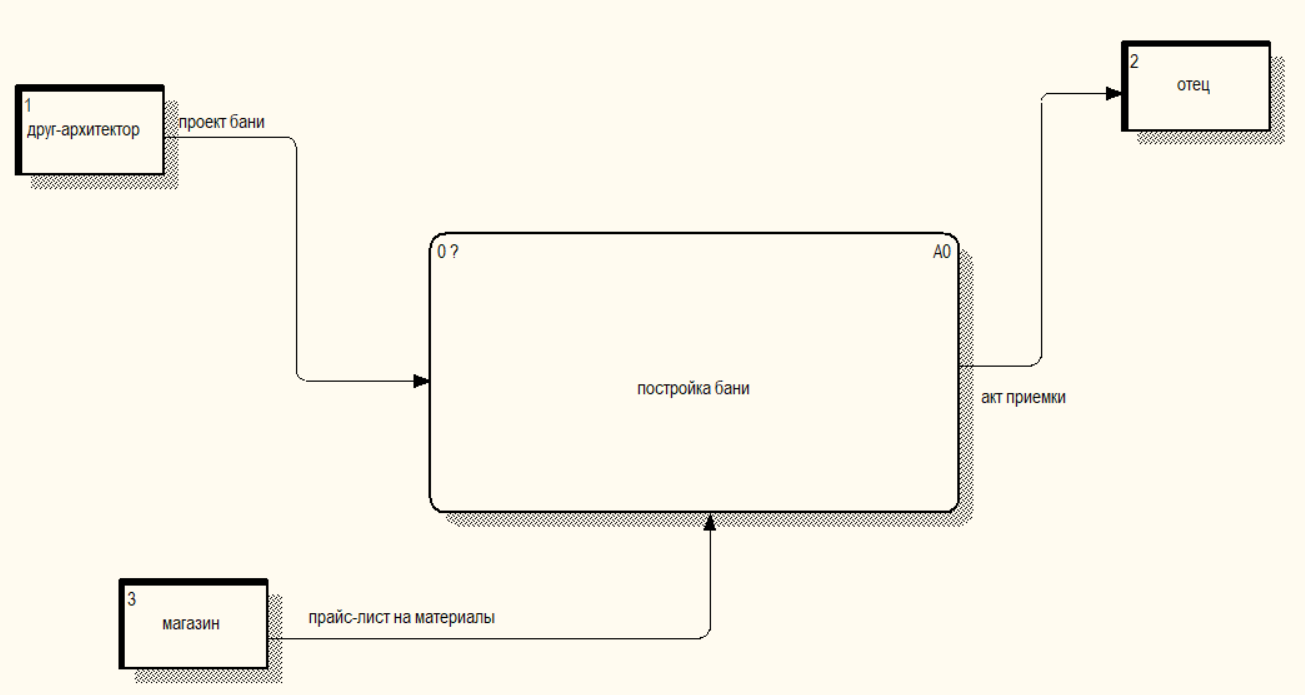 1
друг-архитектор
проект бани
2
отец
0 ?
A0
постройка бани
акт приемки
3
магазин
прайс-лист на материалы